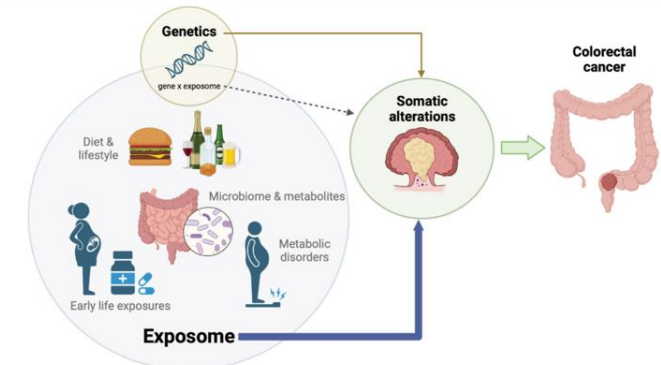 Genetics
gene x exposome
Diet &
lifestyle
Microbiome & metabolites
Metabolic
disorders
Early life exposures
Exposome
Somatic
alterations
Colorectal
cancer